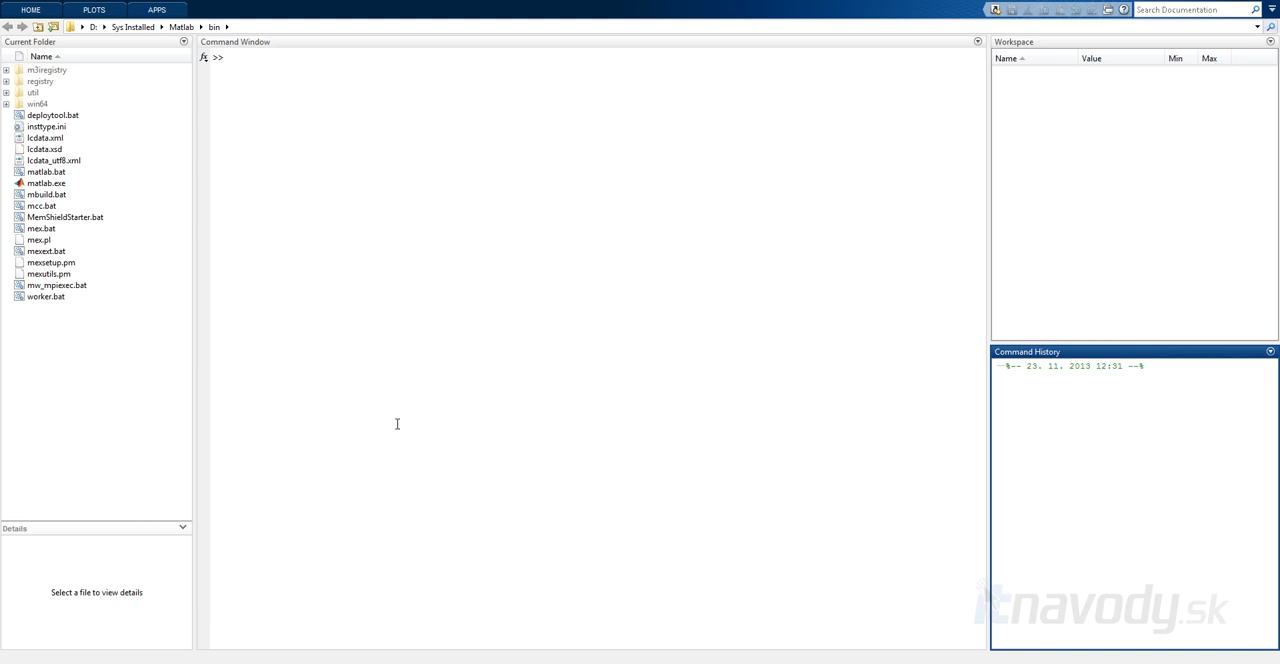 HOME PLOTS APPS Search Documentation
D: Sys Installed Matlab bin
Current Folder
Name
m3iregistry
registry
util
win64
deploytool.bat
insttype.ini
lcdata.xml
lcdata.xsd
lcdata_utf8.xml
matlab.bat
matlab.exe
mbuild.bat
mcc.bat
MemShieldStarter.bat
mex.bat
mex.pl
mexext.bat
mexsetup.pm
mexutils.pm
mw_mpiexec.bat
worker.bat
Details
Select a file to view details
Command Window
fx >>
Workspace
Name Value Min Max
Command History
%-- 23. 11. 2013 12:31 --%
itnavody.sk